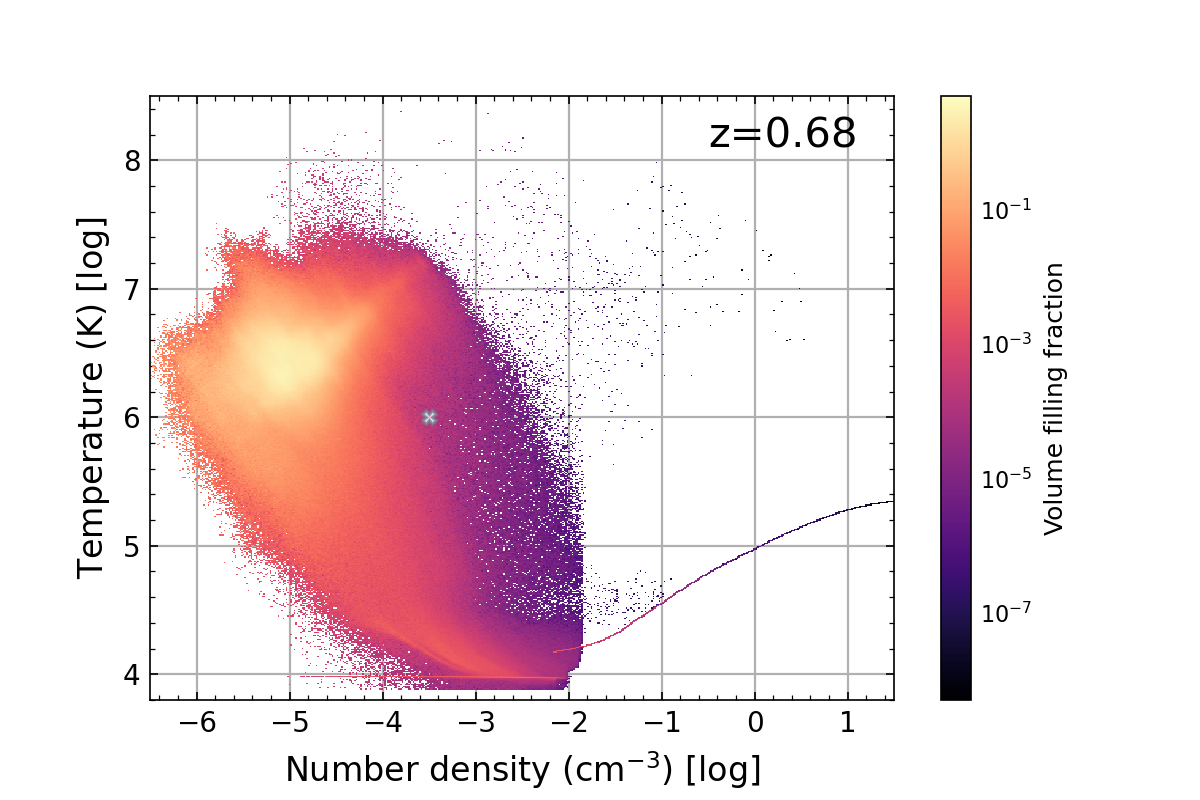 z=0.68
8
7
6
5
4
Temperature (K) [log]
−6 −5 −4 −3 −2 −1 0 1
Number density (cm⁻³) [log]
10⁻¹
10⁻³
10⁻⁵
10⁻⁷
Volume filling fraction